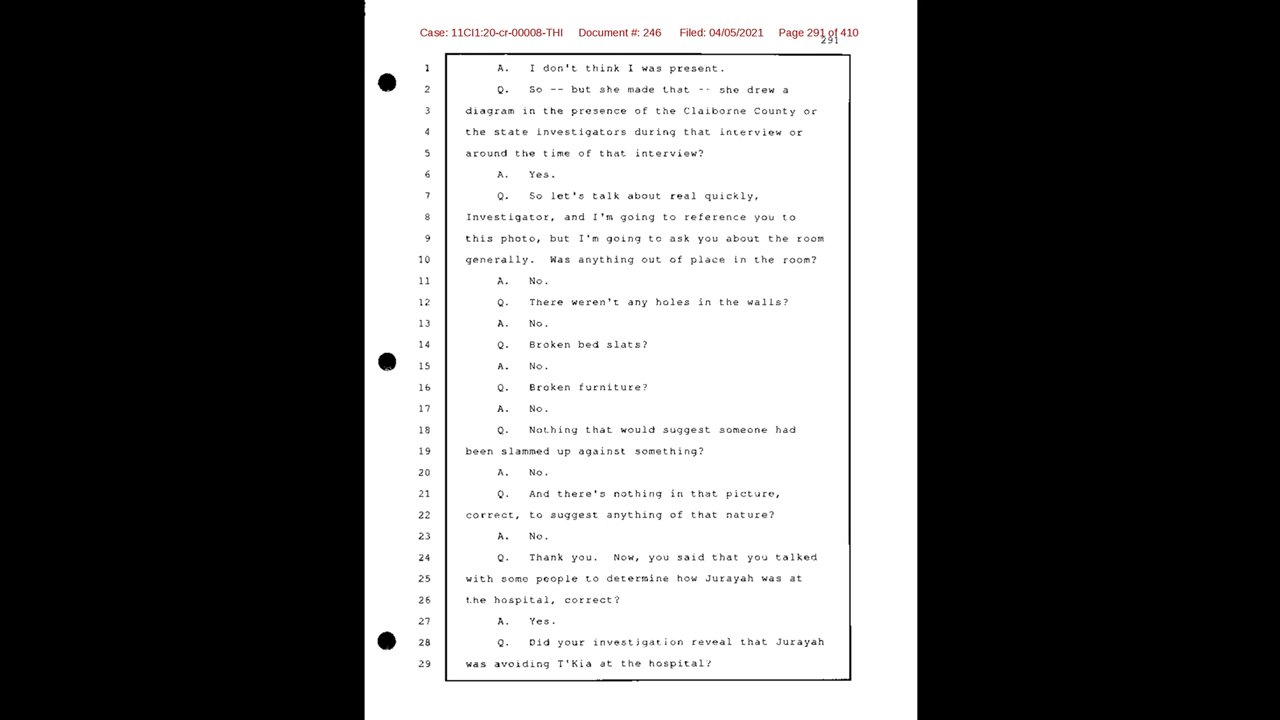 Case: 11CI1:20-cr-00008-THI Document #: 246 Filed: 04/05/2021 Page 291 of 410
291
1 A. I don't think I was present.
2 Q. So -- but she made that -- she drew a
3 diagram in the presence of the Claiborne County or
4 the state investigators during that interview or
5 around the time of that interview?
6 A. Yes.
7 Q. So let's talk about real quickly,
8 Investigator, and I'm going to reference you to
9 this photo, but I'm going to ask you about the room
10 generally. Was anything out of place in the room?
11 A. No.
12 Q. There weren't any holes in the walls?
13 A. No.
14 Q. Broken bed slats?
15 A. No.
16 Q. Broken furniture?
17 A. No.
18 Q. Nothing that would suggest someone had
19 been slammed up against something?
20 A. No.
21 Q. And there's nothing in that picture,
22 correct, to suggest anything of that nature?
23 A. No.
24 Q. Thank you. Now, you said that you talked
25 with some people to determine how Jurayah was at
26 the hospital, correct?
27 A. Yes.
28 Q. Did your investigation reveal that Jurayah
29 was avoiding T'Kia at the hospital?